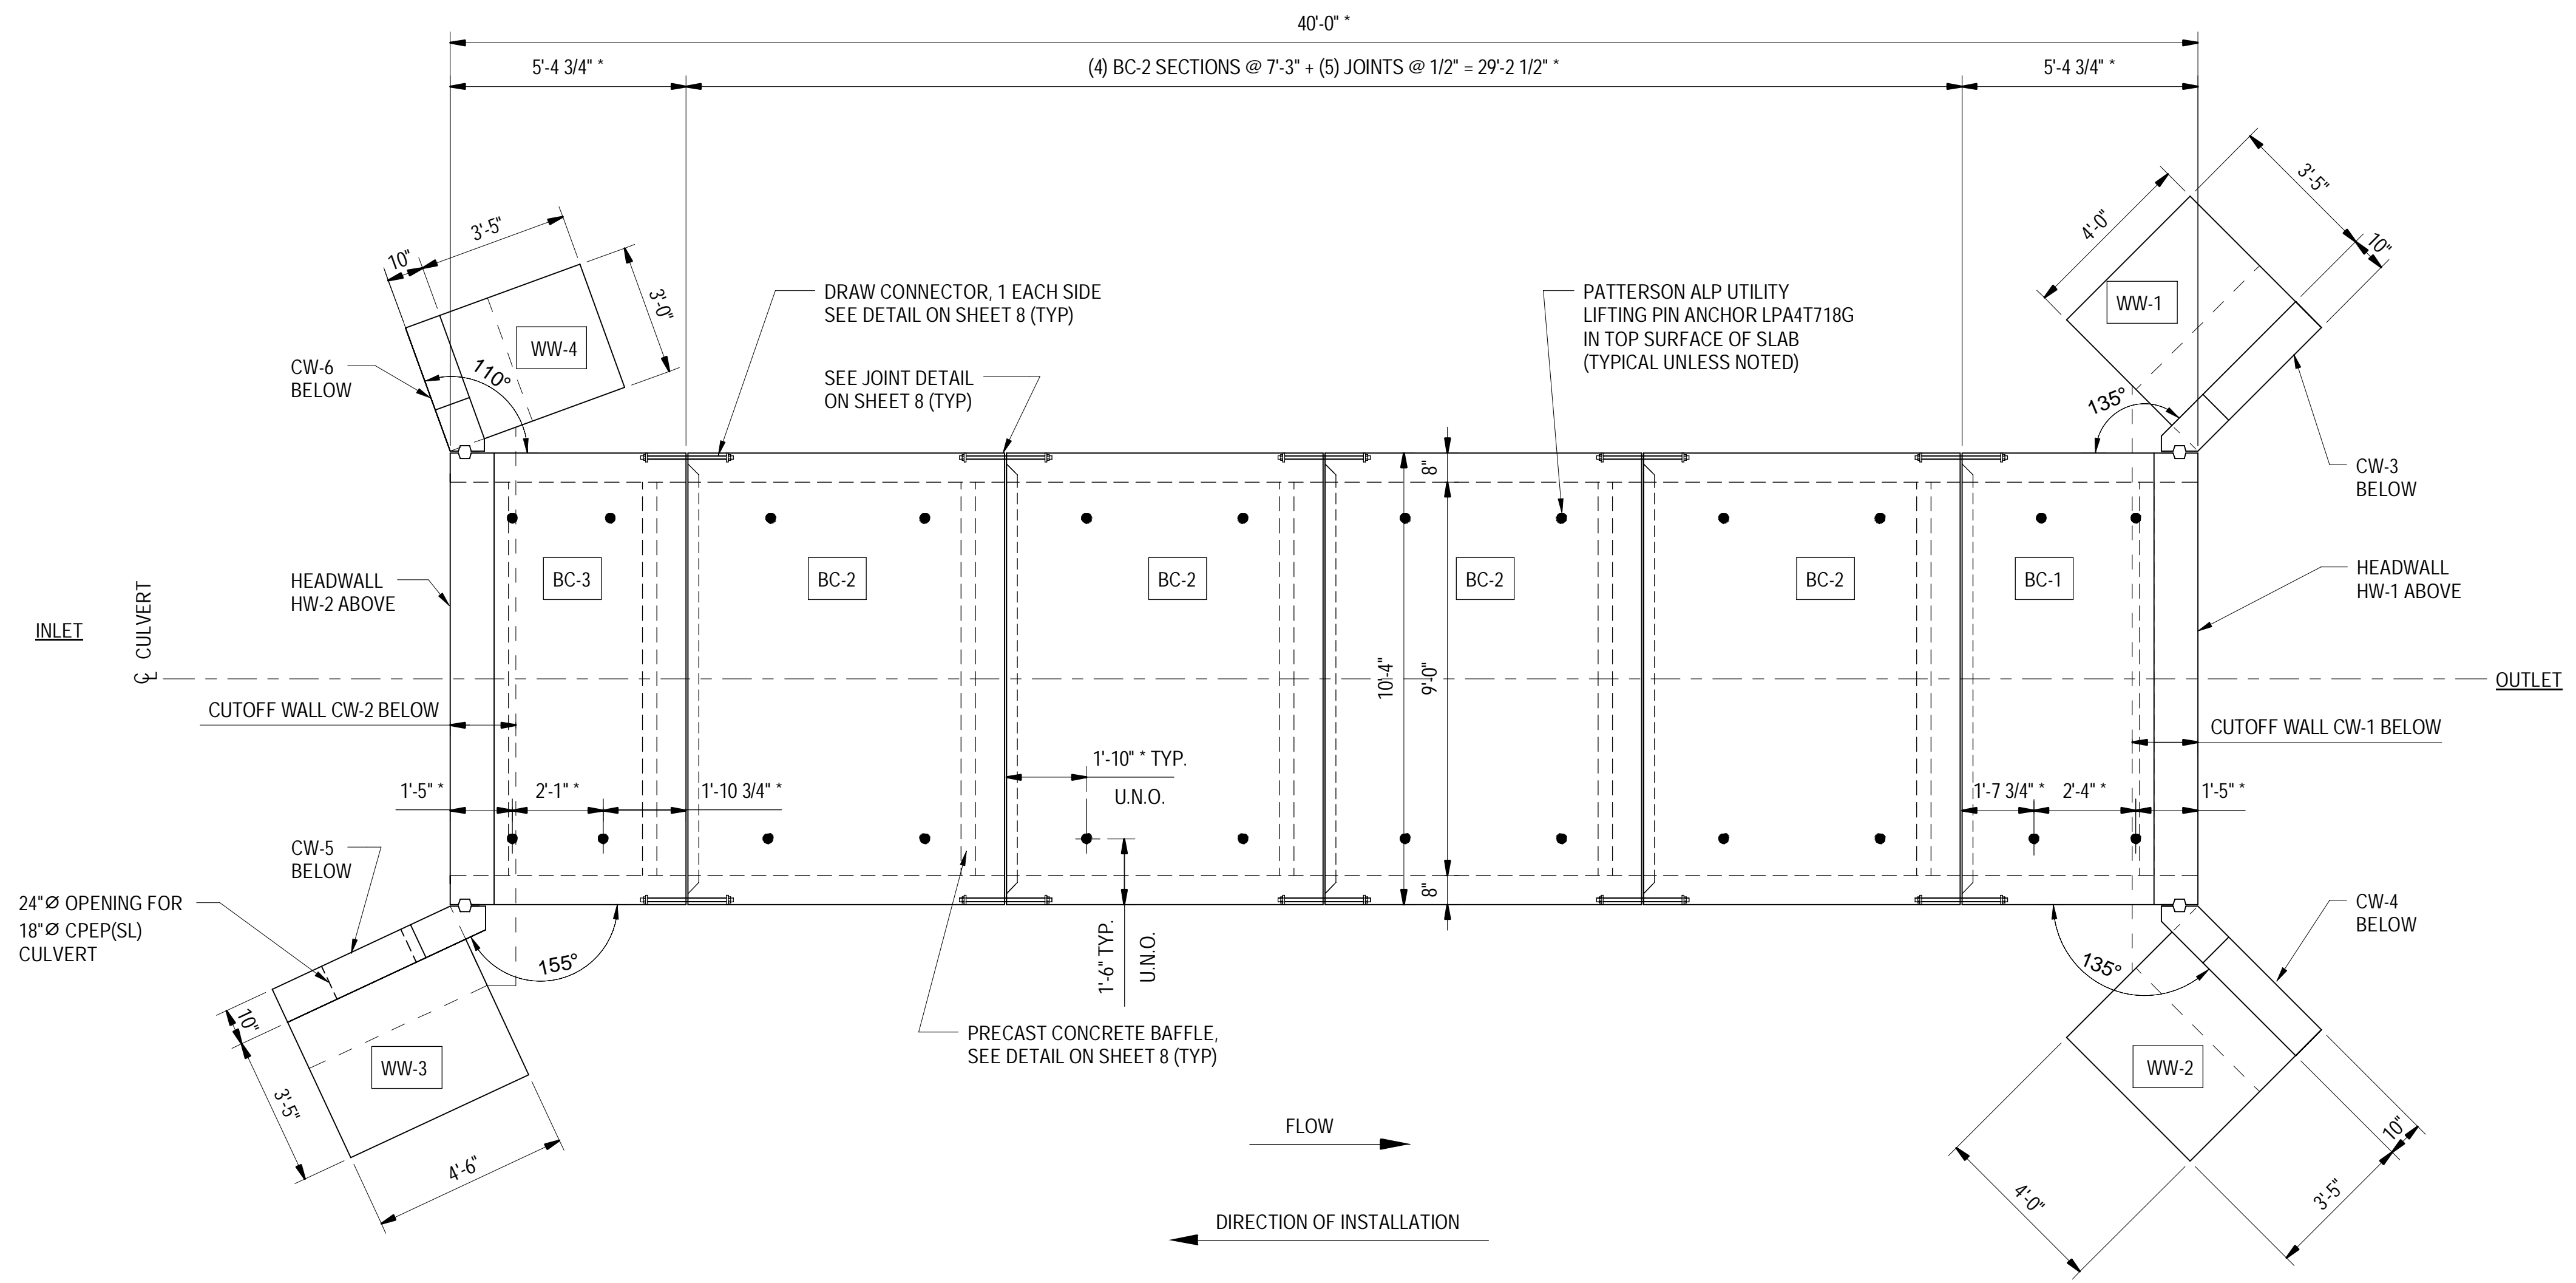 40'-0" *
5'-4 3/4" *
(4) BC-2 SECTIONS @ 7'-3" + (5) JOINTS @ 1/2" = 29'-2 1/2" *
5'-4 3/4" *
3'-5"
10"
4'-0"
WW-1
135°
10"
3'-5"
3'-0"
WW-4
110°
CW-6
BELOW
DRAW CONNECTOR, 1 EACH SIDE
SEE DETAIL ON SHEET 8 (TYP)
SEE JOINT DETAIL
ON SHEET 8 (TYP)
PATTERSON ALP UTILITY
LIFTING PIN ANCHOR LPA4T718G
IN TOP SURFACE OF SLAB
(TYPICAL UNLESS NOTED)
CW-3
BELOW
8"
BC-3
BC-2
BC-2
BC-2
BC-2
BC-1
HEADWALL
HW-2 ABOVE
HEADWALL
HW-1 ABOVE
INLET
℄ CULVERT
10'-4"
9'-0"
OUTLET
CUTOFF WALL CW-2 BELOW
CUTOFF WALL CW-1 BELOW
1'-10" * TYP.
U.N.O.
1'-5" *
2'-1" *
1'-10 3/4" *
1'-7 3/4" *
2'-4" *
1'-5" *
CW-5
BELOW
8"
24"Ø OPENING FOR
18"Ø CPEP(SL)
CULVERT
CW-4
BELOW
1'-6" TYP.
U.N.O.
155°
135°
10"
3'-5"
WW-3
4'-6"
PRECAST CONCRETE BAFFLE,
SEE DETAIL ON SHEET 8 (TYP)
WW-2
10"
3'-5"
4'-0"
FLOW
DIRECTION OF INSTALLATION